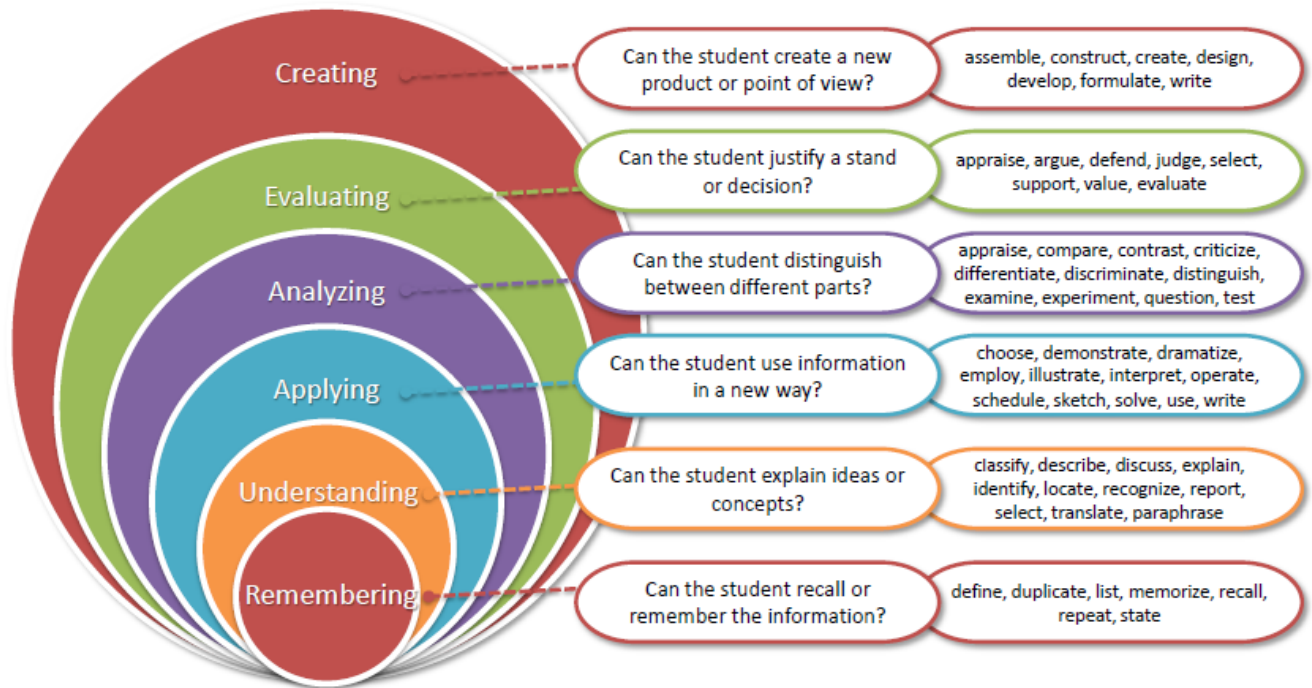 Creating
Can the student create a new
product or point of view?
assemble, construct, create, design,
develop, formulate, write
Evaluating
Can the student justify a stand
or decision?
appraise, argue, defend, judge, select,
support, value, evaluate
Analyzing
Can the student distinguish
between different parts?
appraise, compare, contrast, criticize,
differentiate, discriminate, distinguish,
examine, experiment, question, test
Applying
Can the student use information
in a new way?
choose, demonstrate, dramatize,
employ, illustrate, interpret, operate,
schedule, sketch, solve, use, write
Understanding
Can the student explain ideas or
concepts?
classify, describe, discuss, explain,
identify, locate, recognize, report,
select, translate, paraphrase
Remembering
Can the student recall or
remember the information?
define, duplicate, list, memorize, recall,
repeat, state